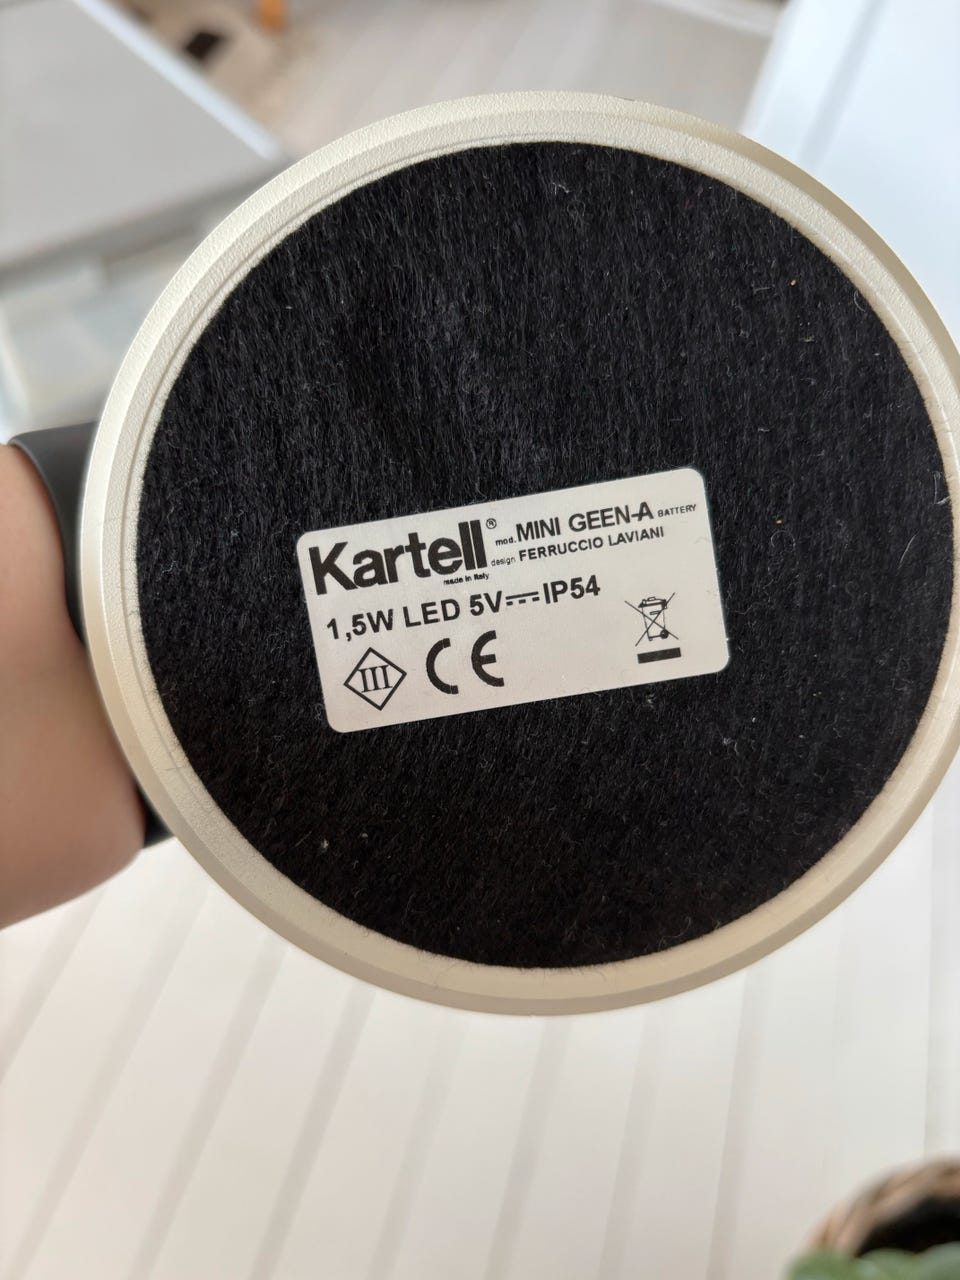 Kartell® mod. MINI GEEN-A BATTERY
made in Italy design FERRUCCIO LAVIANI
1,5W LED 5V⎓IP54
III CE